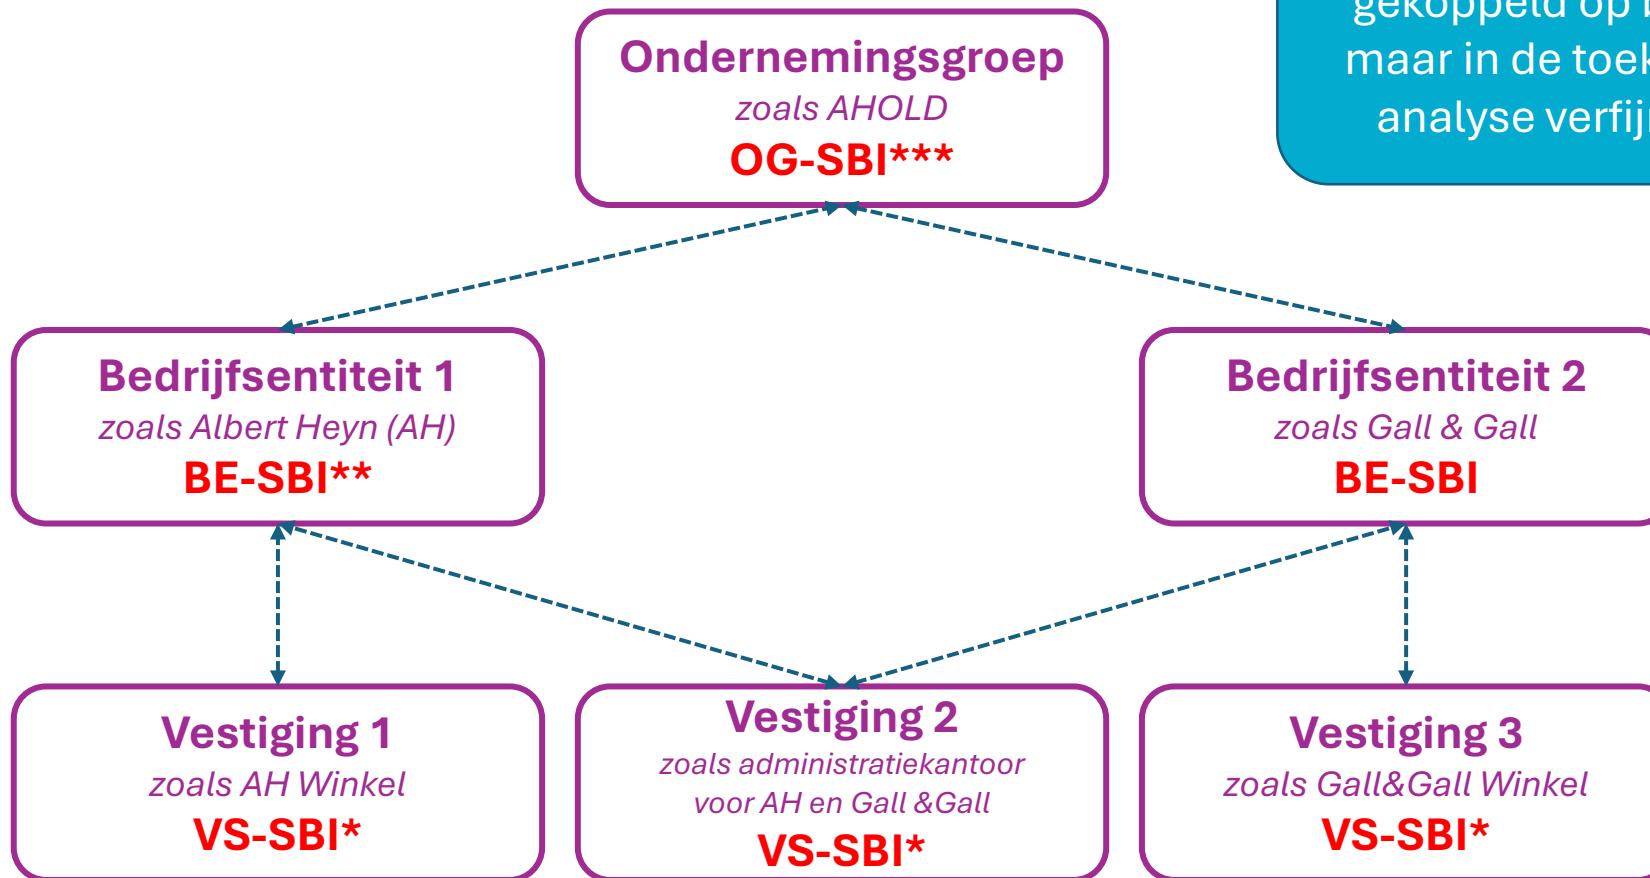 gekoppeld op
maar in de
analyse
Ondernemingsgroep
zoals AHOLD
OG-SBI***
Bedrijfsentiteit 1
zoals Albert Heyn (AH)
BE-SBI**
Bedrijfsentiteit 2
zoals Gall & Gall
BE-SBI
Vestiging 1
zoals AH Winkel
VS-SBI*
Vestiging 2
zoals administratiekantoor
voor AH en Gall &Gall
VS-SBI*
Vestiging 3
zoals Gall&Gall Winkel
VS-SBI*